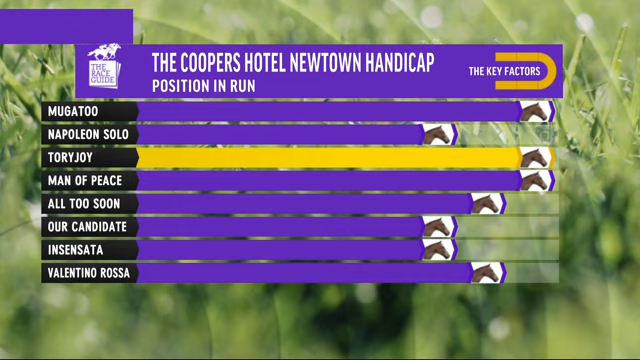 THE RACE GUIDE
THE COOPERS HOTEL NEWTOWN HANDICAP
POSITION IN RUN
THE KEY FACTORS
MUGATOO
NAPOLEON SOLO
TORYJOY
MAN OF PEACE
ALL TOO SOON
OUR CANDIDATE
INSENSATA
VALENTINO ROSSA